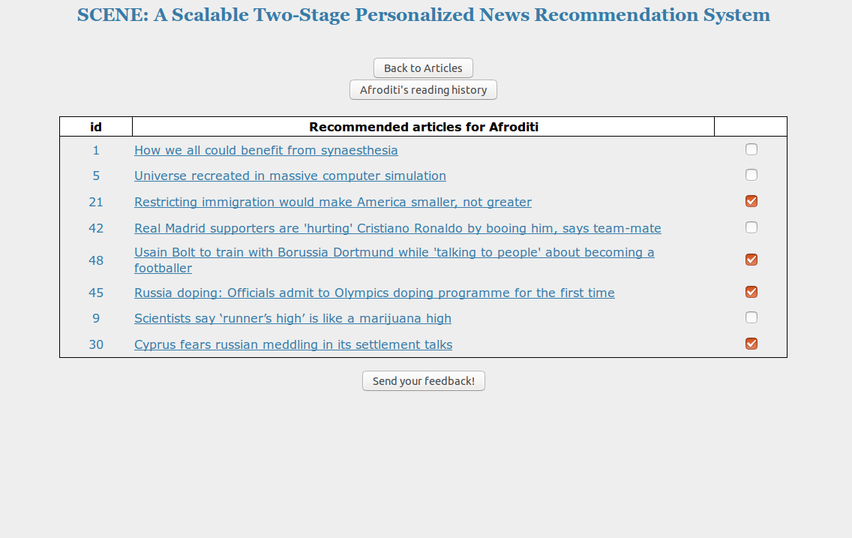 SCENE: A Scalable Two-Stage Personalized News Recommendation System
Back to Articles
Afroditi's reading history
id Recommended articles for Afroditi
1 How we all could benefit from synaesthesia
5 Universe recreated in massive computer simulation
21 Restricting immigration would make America smaller, not greater
42 Real Madrid supporters are 'hurting' Cristiano Ronaldo by booing him, says team-mate
48 Usain Bolt to train with Borussia Dortmund while 'talking to people' about becoming a
footballer
45 Russia doping: Officials admit to Olympics doping programme for the first time
9 Scientists say ‘runner’s high’ is like a marijuana high
30 Cyprus fears russian meddling in its settlement talks
Send your feedback!